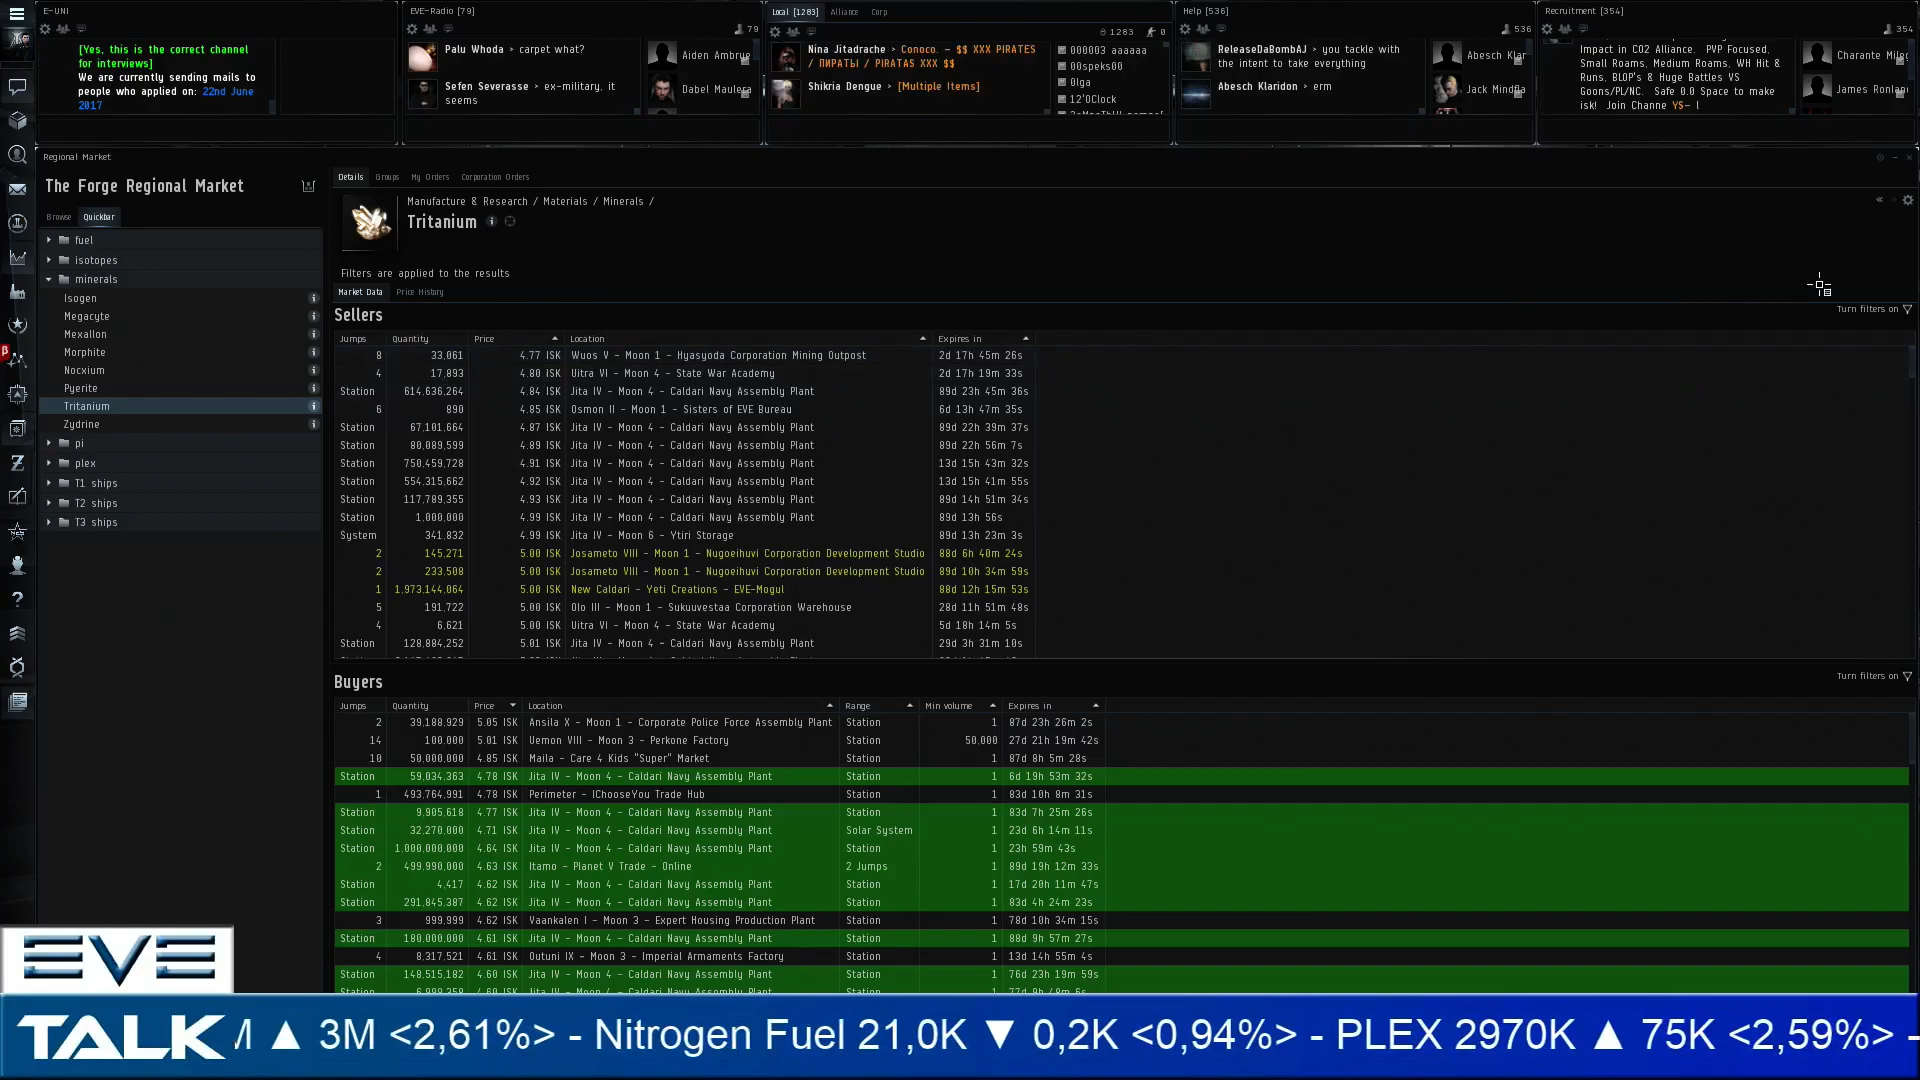 E-UNI
[Yes, this is the correct channel
for interviews]
We are currently sending mails to
people who applied on: 22nd June
2017
EVE-Radio [79]
79
Palu Whoda > carpet what?
Sefen Severasse > ex-military, it
seems
Aiden Ambrue
Dabel Maulera
Local [1283] Alliance Corp
1283 0
Nina Jitadrache > Conoco. - $$ XXX PIRATES
/ ПИРАТЫ / PIRATAS XXX $$
Shikria Dengue > [Multiple Items]
000003 aaaaaa
00speks00
0lga
12'0Clock
Help [536]
536
ReleaseDaBombAJ > you tackle with
the intent to take everything
Abesch Klaridon > erm
Abesch Klar
Jack Mindfla
Recruitment [354]
354
Impact in CO2 Alliance. PVP Focused,
Small Roams, Medium Roams, WH Hit &
Runs, BLOP's & Huge Battles VS
Goons/PL/NC. Safe 0.0 Space to make
isk! Join Channe YS- l
Charante Mile
James Ronlan
Regional Market
The Forge Regional Market
Browse Quickbar
fuel
isotopes
minerals
Isogen
Megacyte
Mexallon
Morphite
Nocxium
Pyerite
Tritanium
Zydrine
pi
plex
T1 ships
T2 ships
T3 ships
Details Groups My Orders Corporation Orders
Manufacture & Research / Materials / Minerals /
Tritanium
Filters are applied to the results
Market Data Price History
Sellers
Turn filters on
Jumps Quantity Price Location Expires in
8 33,061 4.77 ISK Wuos V - Moon 1 - Hyasyoda Corporation Mining Outpost 2d 17h 45m 26s
4 17,893 4.80 ISK Uitra VI - Moon 4 - State War Academy 2d 17h 19m 33s
Station 614,636,264 4.84 ISK Jita IV - Moon 4 - Caldari Navy Assembly Plant 89d 23h 45m 36s
6 890 4.85 ISK Osmon II - Moon 1 - Sisters of EVE Bureau 6d 13h 47m 35s
Station 67,101,664 4.87 ISK Jita IV - Moon 4 - Caldari Navy Assembly Plant 89d 22h 39m 37s
Station 80,089,599 4.89 ISK Jita IV - Moon 4 - Caldari Navy Assembly Plant 89d 22h 56m 7s
Station 750,459,728 4.91 ISK Jita IV - Moon 4 - Caldari Navy Assembly Plant 13d 15h 43m 32s
Station 554,315,662 4.92 ISK Jita IV - Moon 4 - Caldari Navy Assembly Plant 13d 15h 41m 55s
Station 117,789,355 4.93 ISK Jita IV - Moon 4 - Caldari Navy Assembly Plant 89d 14h 51m 34s
Station 1,000,000 4.99 ISK Jita IV - Moon 4 - Caldari Navy Assembly Plant 89d 13h 56s
System 341,832 4.99 ISK Jita IV - Moon 6 - Ytiri Storage 89d 13h 23m 3s
2 145,271 5.00 ISK Josameto VIII - Moon 1 - Nugoeihuvi Corporation Development Studio 88d 6h 40m 24s
2 233,508 5.00 ISK Josameto VIII - Moon 1 - Nugoeihuvi Corporation Development Studio 89d 10h 34m 59s
1 1,973,144,064 5.00 ISK New Caldari - Yeti Creations - EVE-Mogul 88d 12h 15m 53s
5 191,722 5.00 ISK Olo III - Moon 1 - Sukuuvestaa Corporation Warehouse 28d 11h 51m 48s
4 6,621 5.00 ISK Uitra VI - Moon 4 - State War Academy 5d 18h 14m 5s
Station 128,884,252 5.01 ISK Jita IV - Moon 4 - Caldari Navy Assembly Plant 29d 3h 31m 10s
Buyers
Turn filters on
Jumps Quantity Price Location Range Min volume Expires in
2 39,188,929 5.05 ISK Ansila X - Moon 1 - Corporate Police Force Assembly Plant Station 1 87d 23h 26m 2s
14 100,000 5.01 ISK Uemon VIII - Moon 3 - Perkone Factory Station 50,000 27d 21h 19m 42s
10 50,000,000 4.85 ISK Maila - Care 4 Kids "Super" Market Station 1 87d 8h 5m 28s
Station 59,034,363 4.78 ISK Jita IV - Moon 4 - Caldari Navy Assembly Plant Station 1 6d 19h 53m 32s
1 493,764,991 4.78 ISK Perimeter - IChooseYou Trade Hub Station 1 83d 10h 8m 31s
Station 9,905,618 4.77 ISK Jita IV - Moon 4 - Caldari Navy Assembly Plant Station 1 83d 7h 25m 26s
Station 32,270,000 4.71 ISK Jita IV - Moon 4 - Caldari Navy Assembly Plant Solar System 1 23d 6h 14m 11s
Station 1,000,000,000 4.64 ISK Jita IV - Moon 4 - Caldari Navy Assembly Plant Station 1 23h 59m 43s
2 499,990,000 4.63 ISK Itamo - Planet V Trade - Online 2 Jumps 1 89d 19h 12m 33s
Station 4,417 4.62 ISK Jita IV - Moon 4 - Caldari Navy Assembly Plant Station 1 17d 20h 11m 47s
Station 291,845,387 4.62 ISK Jita IV - Moon 4 - Caldari Navy Assembly Plant Station 1 83d 4h 24m 23s
3 999,999 4.62 ISK Vaankalen I - Moon 3 - Expert Housing Production Plant Station 1 78d 10h 34m 15s
Station 180,000,000 4.61 ISK Jita IV - Moon 4 - Caldari Navy Assembly Plant Station 1 88d 9h 57m 27s
4 8,317,521 4.61 ISK Outuni IX - Moon 3 - Imperial Armaments Factory Station 1 13d 14h 55m 4s
Station 148,515,182 4.60 ISK Jita IV - Moon 4 - Caldari Navy Assembly Plant Station 1 76d 23h 19m 59s
EVE
TALK
M ▲ 3M <2,61%> - Nitrogen Fuel 21,0K ▼ 0,2K <0,94%> - PLEX 2970K ▲ 75K <2,59%> -